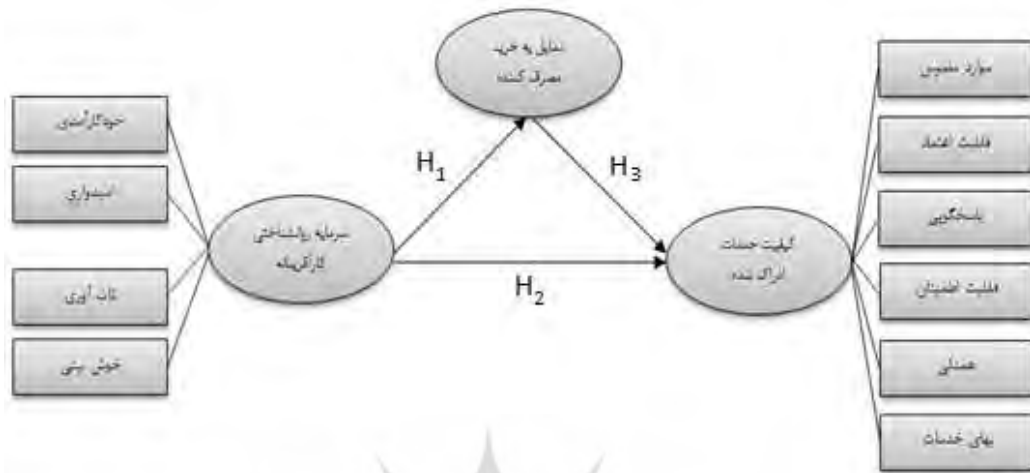 تمایل به خرید
مصرف کننده
خودکارآمدی
امیدواری
تاب آوری
خوش بینی
سرمایه روانشناختی
کارآفرینانه
H1
H2
H3
کیفیت خدمات
ادراک شده
موارد ملموس
قابلیت اعتماد
پاسخگویی
قابلیت اطمینان
همدلی
بهای خدمات